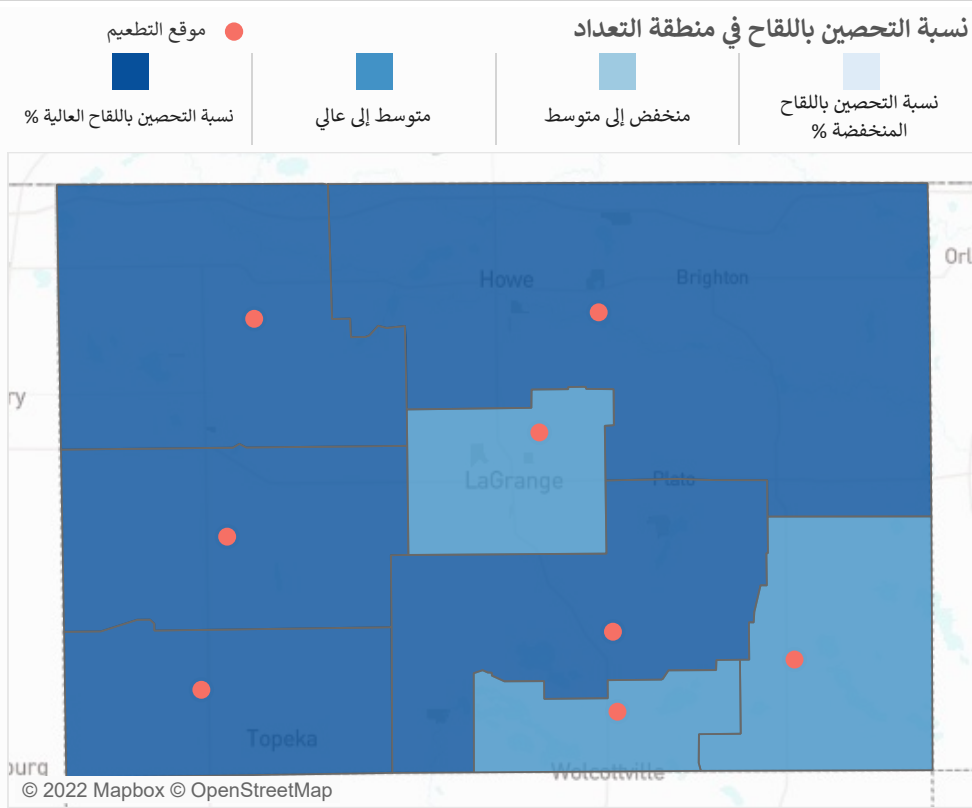 نسبة التحصين باللقاح في منطقة التعداد
موقع التطعيم
نسبة التحصين باللقاح المنخفضة %
منخفض إلى متوسط
متوسط إلى عالي
نسبة التحصين باللقاح العالية %
Orl
Howe
Brighton
ry
LaGrange
Plato
Topeka
burg
Wolcottville
© 2022 Mapbox © OpenStreetMap